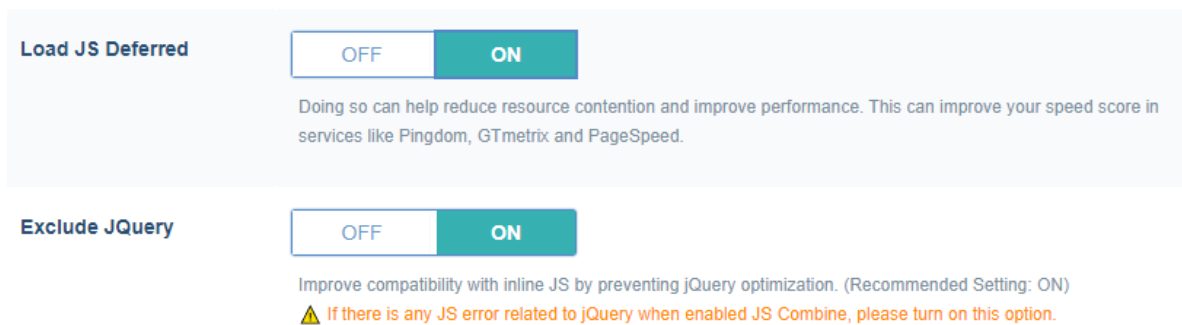 Load JS Deferred
OFF ON
Doing so can help reduce resource contention and improve performance. This can improve your speed score in
services like Pingdom, GTmetrix and PageSpeed.
Exclude JQuery
OFF ON
Improve compatibility with inline JS by preventing jQuery optimization. (Recommended Setting: ON)
If there is any JS error related to jQuery when enabled JS Combine, please turn on this option.